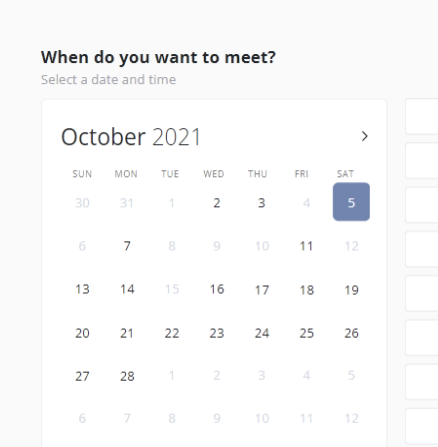 When do you want to meet?
Select a date and time
October 2021
SUN MON TUE WED THU FRI SAT
30 31 1 2 3 4 5
6 7 8 9 10 11 12
13 14 15 16 17 18 19
20 21 22 23 24 25 26
27 28 1 2 3 4 5
6 7 8 9 10 11 12